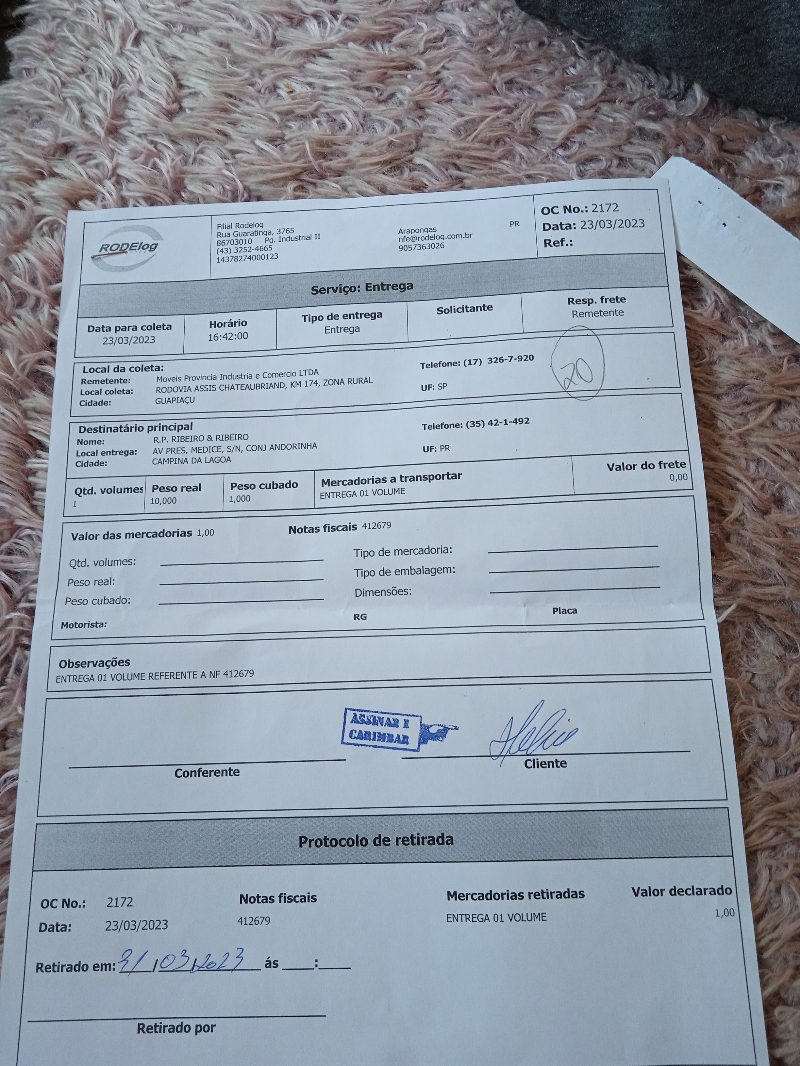 RODElog
Filial Rodelog
Rua Guaratinga, 3765
86703010 Pq. Industrial II
(43) 3252-4665
14378274000123
Arapongas PR
nfe@rodelog.com.br
9057363026
OC No.: 2172
Data: 23/03/2023
Ref.:
Serviço: Entrega
Data para coleta
23/03/2023
Horário
16:42:00
Tipo de entrega
Entrega
Solicitante
Resp. frete
Remetente
Local da coleta:
Remetente: Moveis Provincia Industria e Comercio LTDA
Local coleta: RODOVIA ASSIS CHATEAUBRIAND, KM 174, ZONA RURAL
Cidade: GUAPIAÇU
Telefone: (17) 326-7-920
UF: SP
20
Destinatário principal
Nome: R.P. RIBEIRO & RIBEIRO
Local entrega: AV PRES, MEDICE, S/N, CONJ ANDORINHA
Cidade: CAMPINA DA LAGOA
Telefone: (35) 42-1-492
UF: PR
Qtd. volumes
1
Peso real
10,000
Peso cubado
1,000
Mercadorias a transportar
ENTREGA 01 VOLUME
Valor do frete
0,00
Valor das mercadorias 1,00 Notas fiscais 412679
Qtd. volumes: Tipo de mercadoria:
Peso real: Tipo de embalagem:
Peso cubado: Dimensões:
Motorista: RG Placa
Observações
ENTREGA 01 VOLUME REFERENTE A NF 412679
ASSINAR E
CARIMBAR
Conferente Cliente
Protocolo de retirada
OC No.: 2172
Data: 23/03/2023
Notas fiscais
412679
Mercadorias retiradas
ENTREGA 01 VOLUME
Valor declarado
1,00
Retirado em: 31/03/2023 ás :
Retirado por